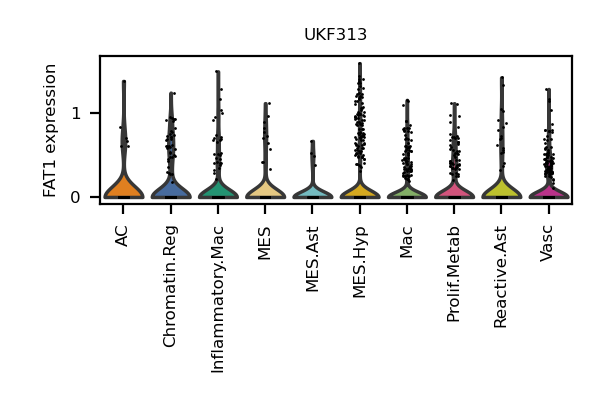 UKF313
FAT1 expression
1
0
AC
Chromatin.Reg
Inflammatory.Mac
MES
MES.Ast
MES.Hyp
Mac
Prolif.Metab
Reactive.Ast
Vasc